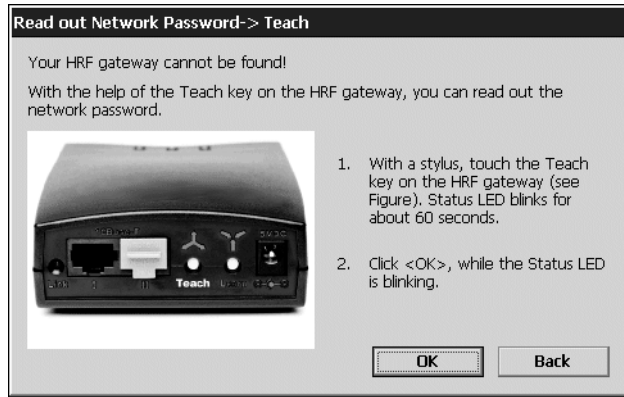 Read out Network Password-> Teach
Your HRF gateway cannot be found!
With the help of the Teach key on the HRF gateway, you can read out the
network password.
1. With a stylus, touch the Teach
key on the HRF gateway (see
Figure). Status LED blinks for
about 60 seconds.
2. Click <OK>, while the Status LED
is blinking.
Link I II Teach Learn
OK Back